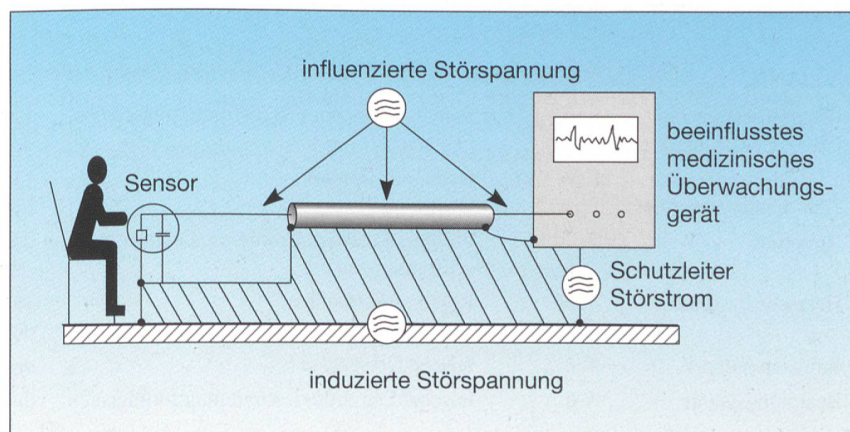 influenzierte Störspannung
Sensor
beeinflusstes
medizinisches
Überwachungs-
gerät
Schutzleiter
Störstrom
induzierte Störspannung